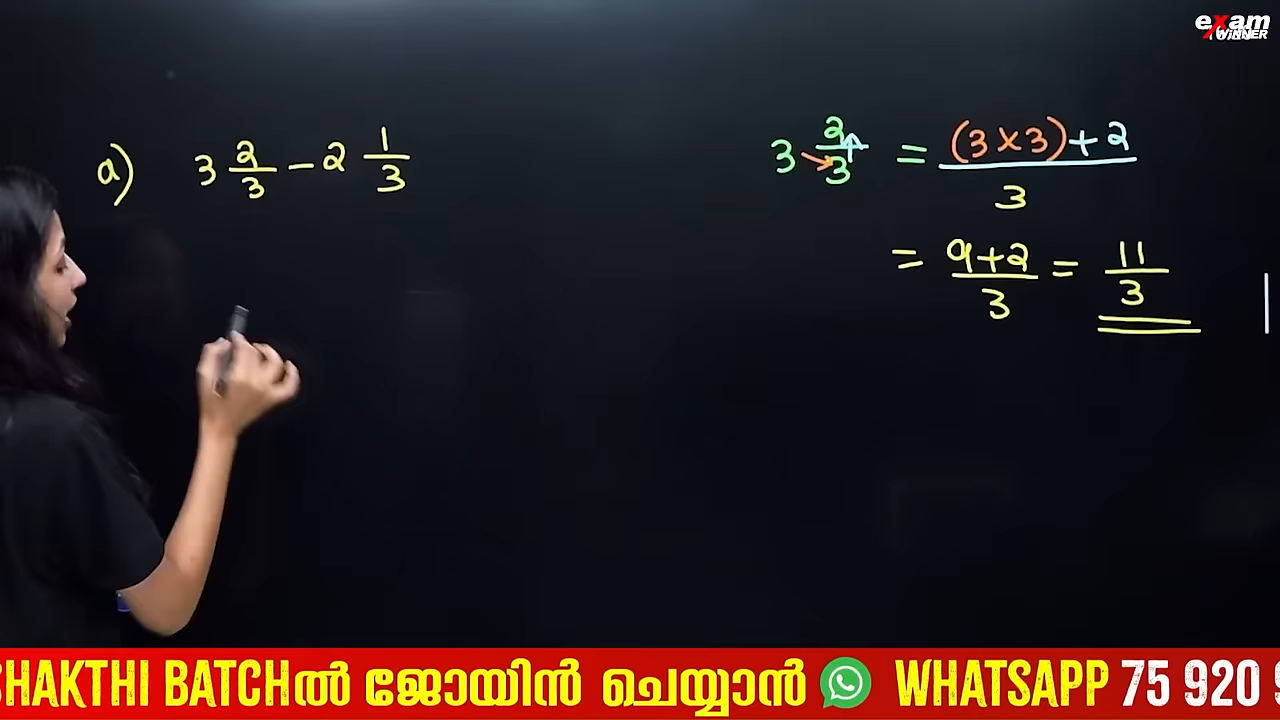 exam
WINNER
a) 3 2/3 - 2 1/3
3 2/3 = (3 x 3) + 2 / 3
= 9+2 / 3 = 11 / 3
SHAKTHI BATCHൽ ജോയിൻ ചെയ്യാൻ WHATSAPP 75 920 9